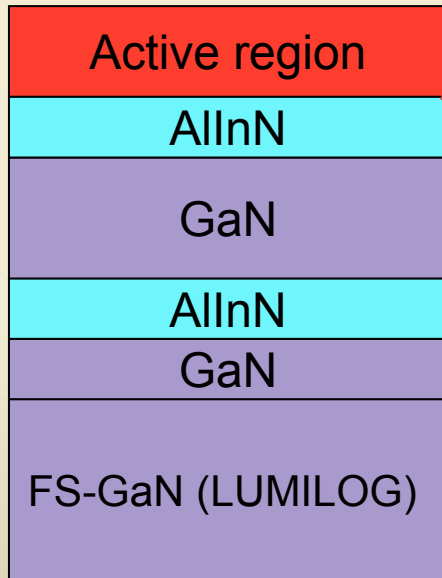 Active region
AlInN
GaN
AlInN
GaN
FS-GaN (LUMILOG)